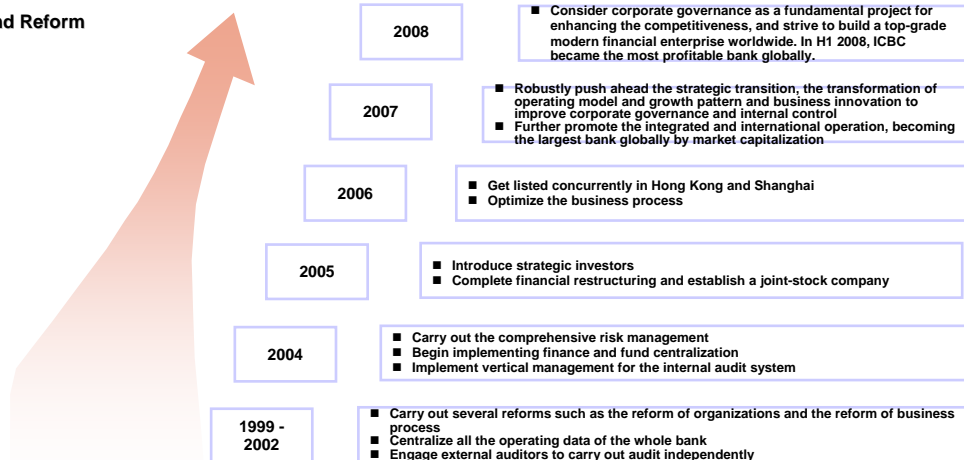 nd Reform
2008
■ Consider corporate governance as a fundamental project for
enhancing the competitiveness, and strive to build a top-grade
modern financial enterprise worldwide. In H1 2008, ICBC
became the most profitable bank globally.
2007
■ Robustly push ahead the strategic transition, the transformation of
operating model and growth pattern and business innovation to
improve corporate governance and internal control
■ Further promote the integrated and international operation, becoming
the largest bank globally by market capitalization
2006
■ Get listed concurrently in Hong Kong and Shanghai
■ Optimize the business process
2005
■ Introduce strategic investors
■ Complete financial restructuring and establish a joint-stock company
2004
■ Carry out the comprehensive risk management
■ Begin implementing finance and fund centralization
■ Implement vertical management for the internal audit system
1999 -
2002
■ Carry out several reforms such as the reform of organizations and the reform of business
process
■ Centralize all the operating data of the whole bank
■ Engage external auditors to carry out audit independently